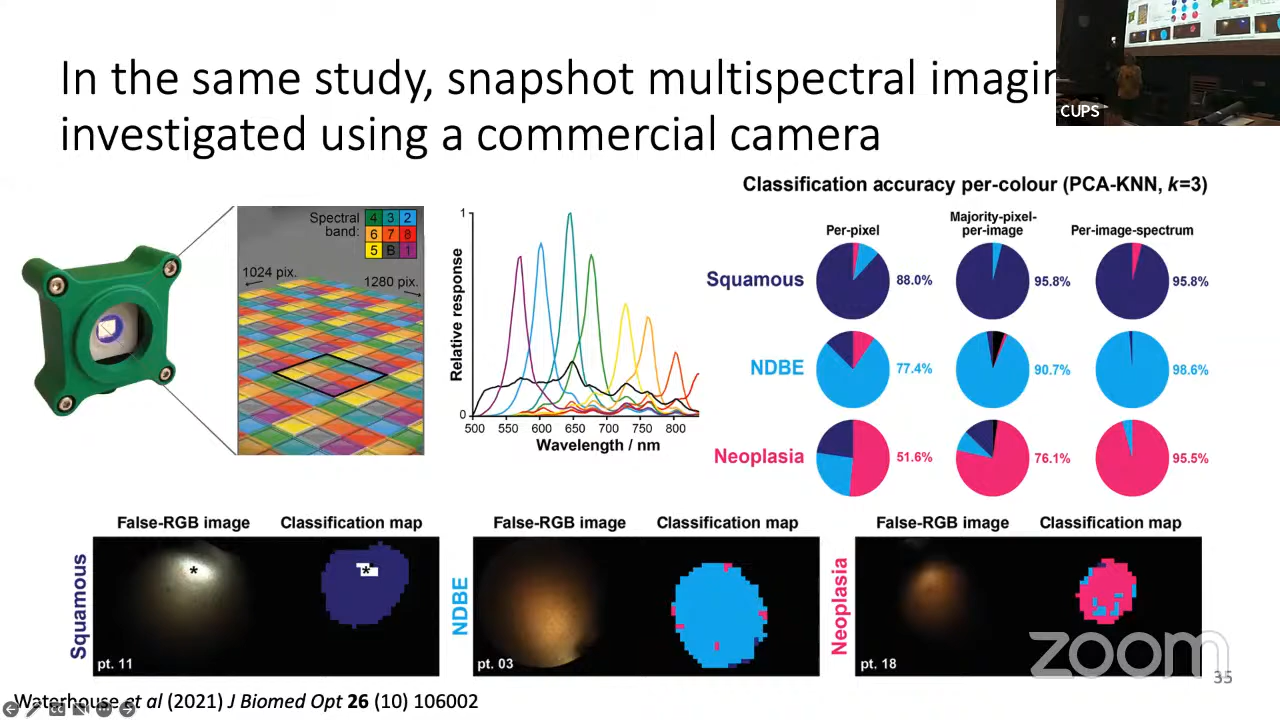 In the same study, snapshot multispectral imagin
investigated using a commercial camera
CUPS
Spectral
band:
4 3 2
6 7 8
5 B 1
1024 pix.
1280 pix.
Relative response
1
0
500 550 600 650 700 750 800
Wavelength / nm
Classification accuracy per-colour (PCA-KNN, k=3)
Per-pixel
Majority-pixel-
per-image
Per-image-spectrum
Squamous 88.0% 95.8% 95.8%
NDBE 77.4% 90.7% 98.6%
Neoplasia 51.6% 76.1% 95.5%
False-RGB image Classification map
Squamous
*
*
pt. 11
False-RGB image Classification map
NDBE
pt. 03
False-RGB image Classification map
Neoplasia
pt. 18
zoom
35
Waterhouse et al (2021) J Biomed Opt 26 (10) 106002